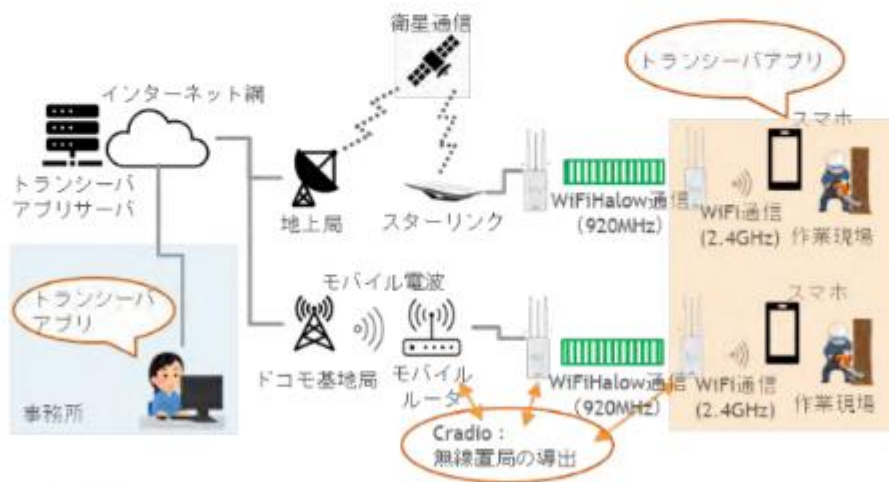 衛星通信
トランシーバアプリ
インターネット網
スマホ
トランシーバ
アプリサーバ
地上局
スターリンク
WiFiHalow通信
(920MHz)
WiFi通信
(2.4GHz)
作業現場
トランシーバ
アプリ
事務所
モバイル電波
ドコモ基地局
モバイル
ルータ
WiFiHalow通信
(920MHz)
スマホ
WiFi通信
(2.4GHz)
作業現場
Cradio：
無線置局の導出